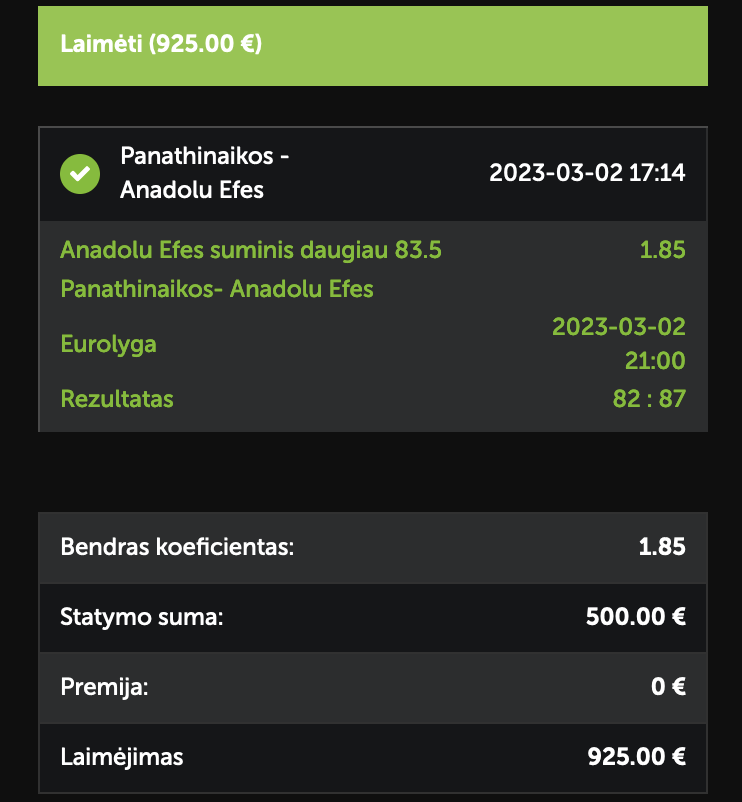 Laimėti (925.00 €)
Panathinaikos -
Anadolu Efes
2023-03-02 17:14
Anadolu Efes suminis daugiau 83.5 1.85
Panathinaikos- Anadolu Efes
Eurolyga
2023-03-02
21:00
Rezultatas 82 : 87
Bendras koeficientas: 1.85
Statymo suma: 500.00 €
Premija: 0 €
Laimėjimas 925.00 €